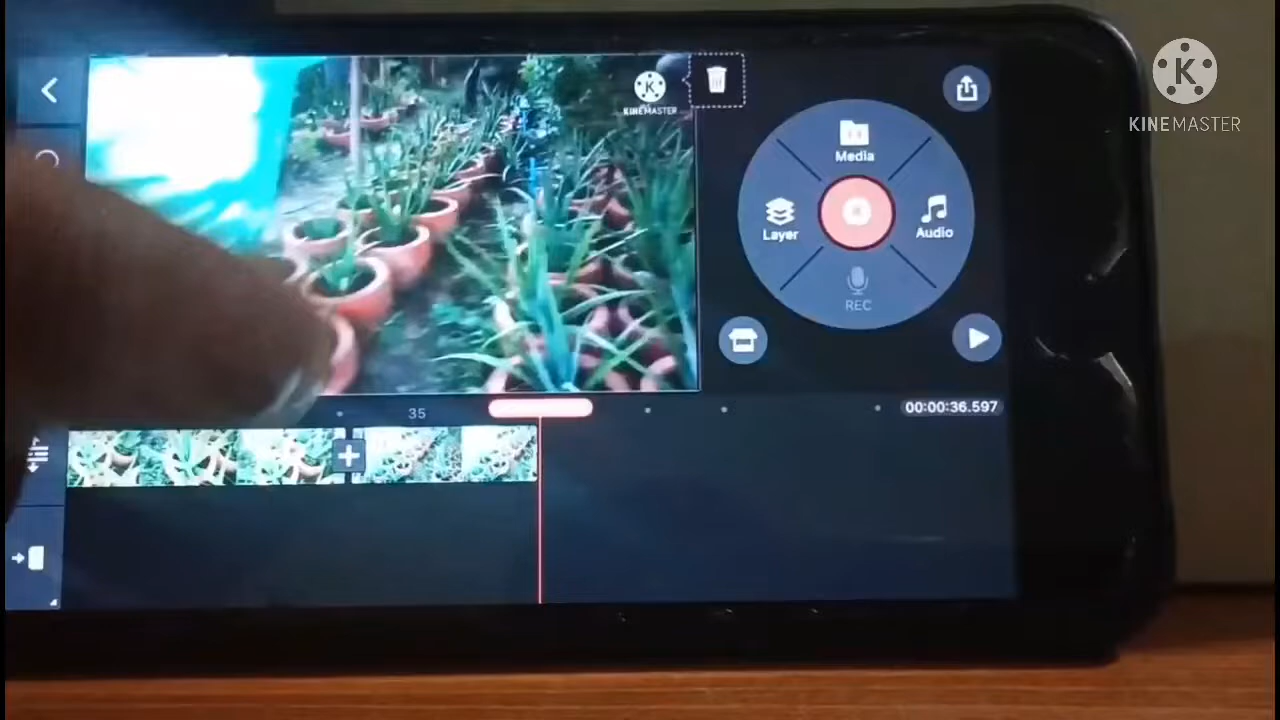 K
KINEMASTER
K
KINEMASTER
Media
Layer
Audio
REC
35
00:00:36.597